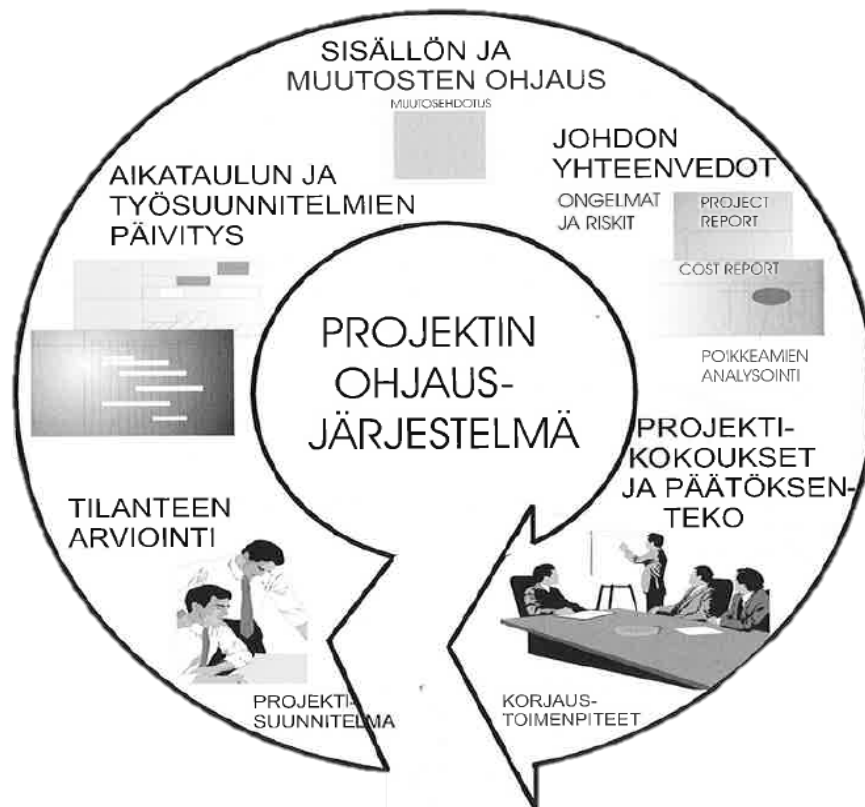 SISÄLLÖN JA
MUUTOSTEN OHJAUS
MUUTOSEHDOTUS
JOHDON
YHTEENVEDOT
ONGELMAT
JA RISKIT
PROJECT
REPORT
COST REPORT
POIKKEAMIEN
ANALYSOINTI
AIKATAULUN JA
TYÖSUUNNITELMIEN
PÄIVITYS
PROJEKTIN
OHJAUS-
JÄRJESTELMÄ
PROJEKTI-
KOKOUKSET
JA PÄÄTÖKSEN-
TEKO
TILANTEEN
ARVIOINTI
PROJEKTI-
SUUNNITELMA
KORJAUS-
TOIMENPITEET